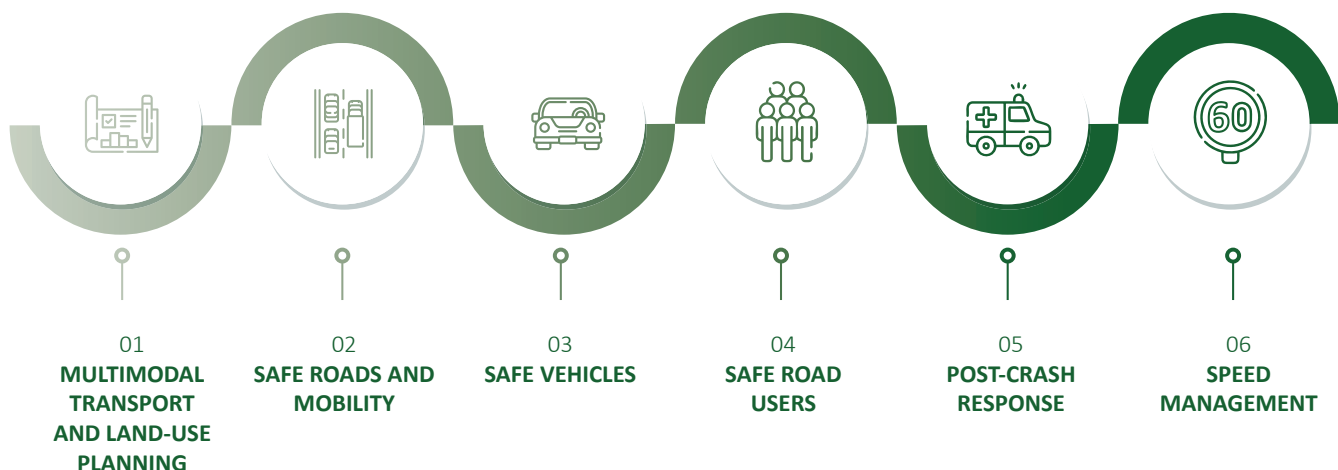 60
01
MULTIMODAL
TRANSPORT
AND LAND-USE
PLANNING
02
SAFE ROADS AND
MOBILITY
03
SAFE VEHICLES
04
SAFE ROAD
USERS
05
POST-CRASH
RESPONSE
06
SPEED
MANAGEMENT